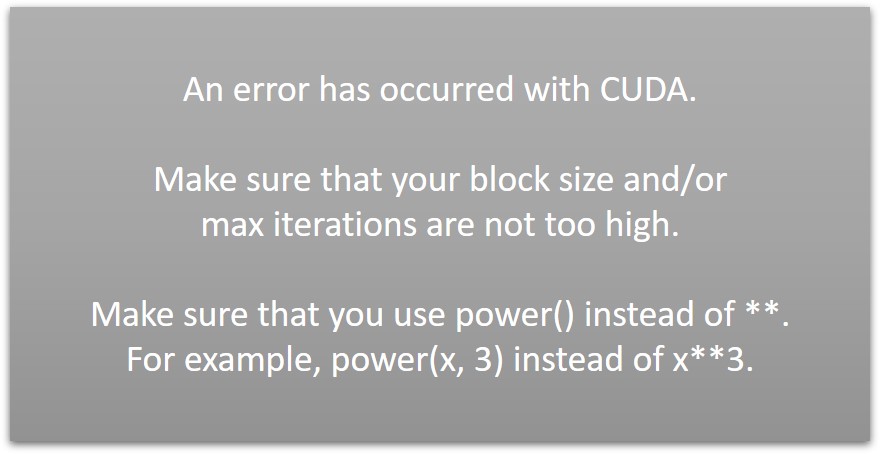 An error has occurred with CUDA.
Make sure that your block size and/or
max iterations are not too high.
Make sure that you use power() instead of **.
For example, power(x, 3) instead of x**3.